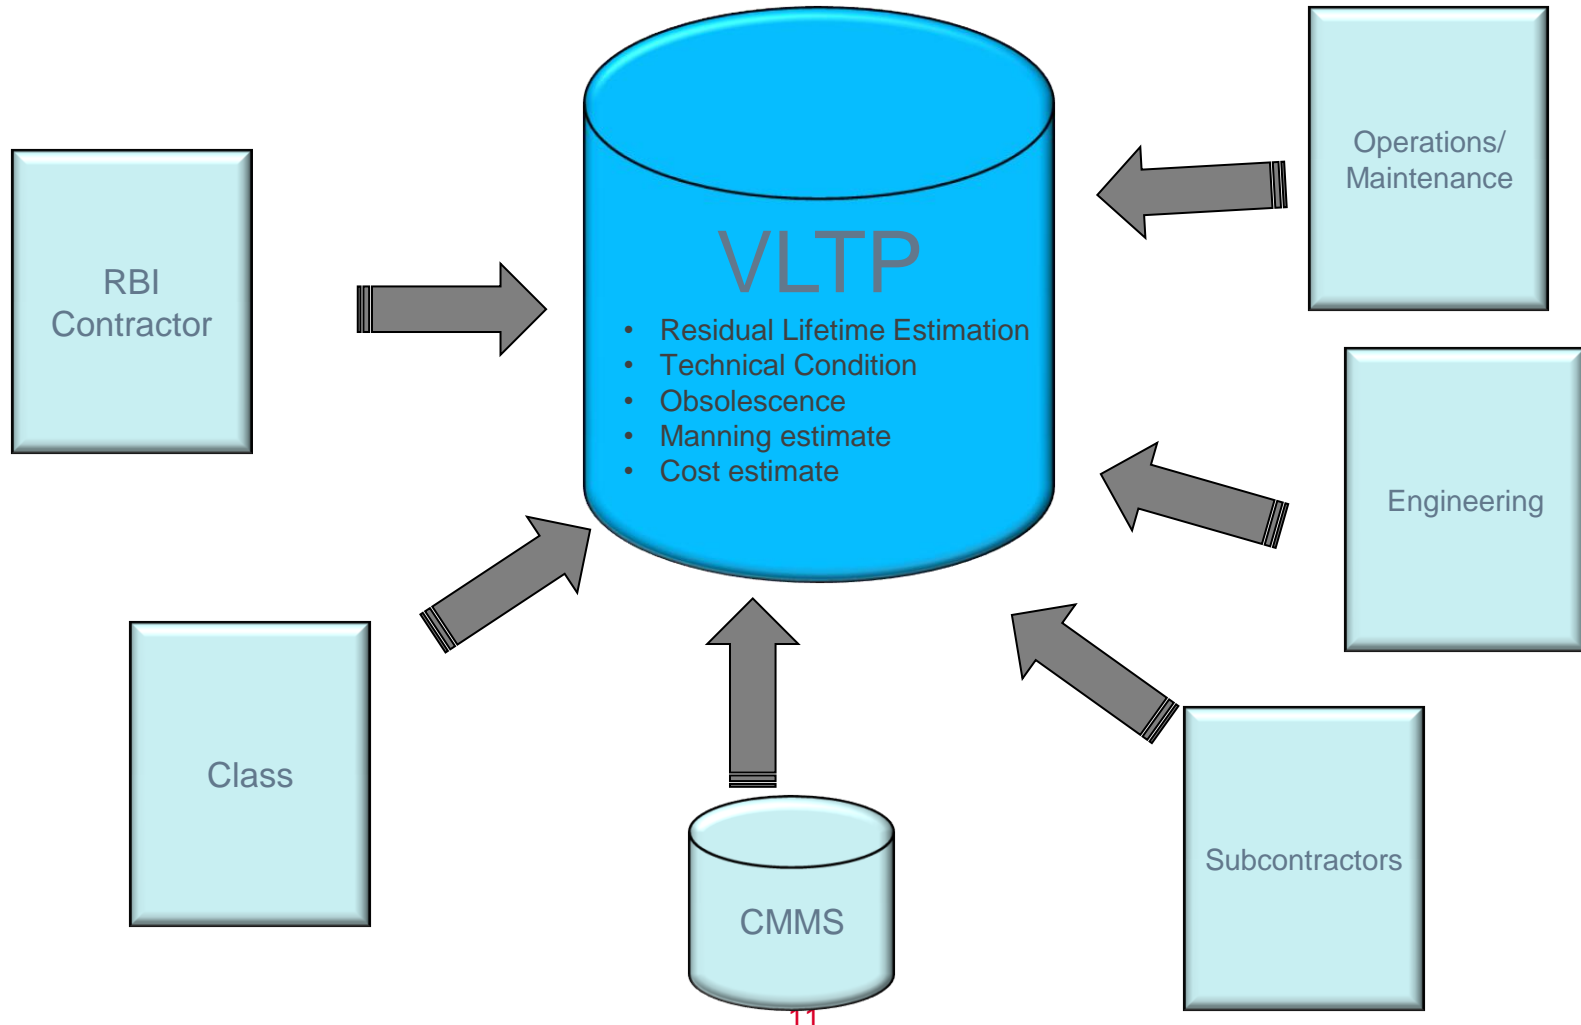 Operations/
Maintenance
RBI
Contractor
VLTP
• Residual Lifetime Estimation
• Technical Condition
• Obsolescence
• Manning estimate
• Cost estimate
Engineering
Class
Subcontractors
CMMS
11